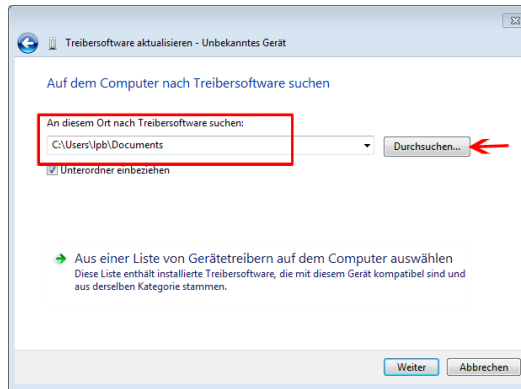 Treibersoftware aktualisieren - Unbekanntes Gerät
Auf dem Computer nach Treibersoftware suchen
An diesem Ort nach Treibersoftware suchen:
C:\Users\lpb\Documents
Durchsuchen...
Unterordner einbeziehen
Aus einer Liste von Gerätetreibern auf dem Computer auswählen
Diese Liste enthält installierte Treibersoftware, die mit diesem Gerät kompatibel sind und
aus derselben Kategorie stammen.
Weiter
Abbrechen